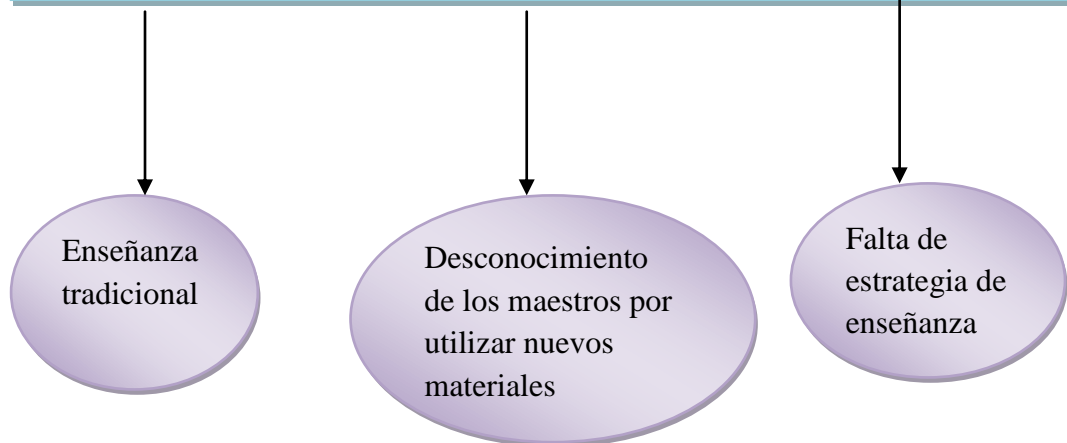 Enseñanza
tradicional
Desconocimiento
de los maestros por
utilizar nuevos
materiales
Falta de
estrategia de
enseñanza